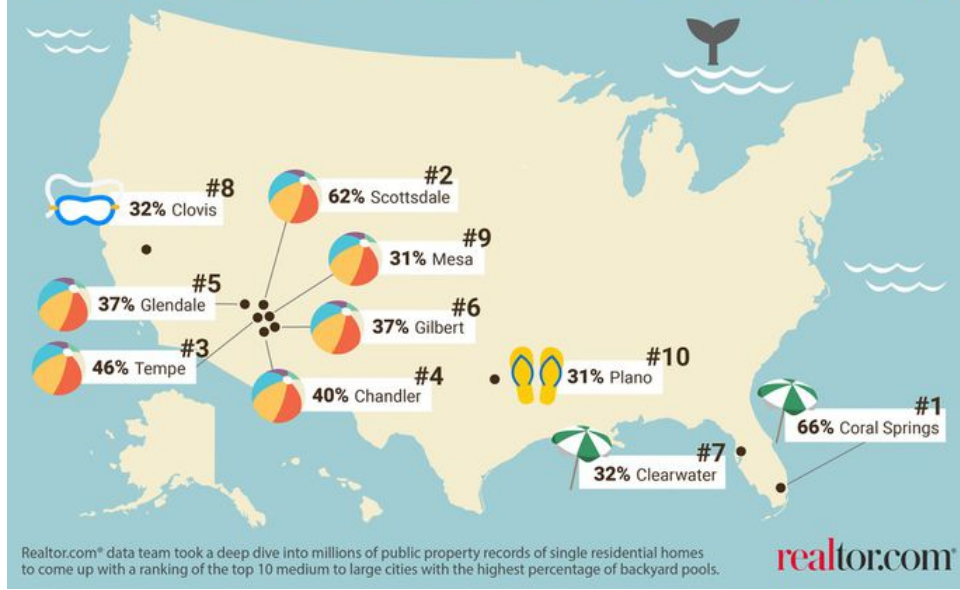 #2
62% Scottsdale
#8
32% Clovis
#9
31% Mesa
#5
37% Glendale
#6
37% Gilbert
#3
46% Tempe
#4
40% Chandler
#10
31% Plano
#1
66% Coral Springs
#7
32% Clearwater
Realtor.com® data team took a deep dive into millions of public property records of single residential homes
to come up with a ranking of the top 10 medium to large cities with the highest percentage of backyard pools.
realtor.com®